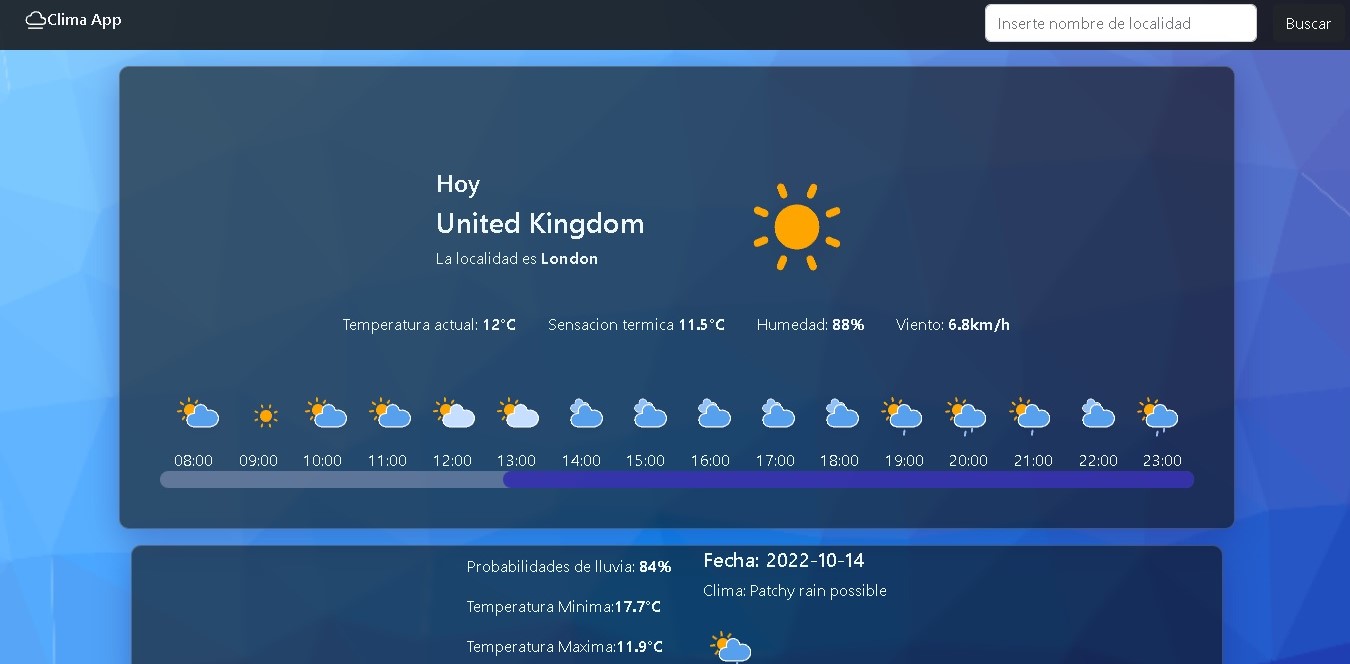 Clima App
Inserte nombre de localidad
Buscar
Hoy
United Kingdom
La localidad es London
Temperatura actual: 12°C Sensacion termica 11.5°C Humedad: 88% Viento: 6.8km/h
08:00 09:00 10:00 11:00 12:00 13:00 14:00 15:00 16:00 17:00 18:00 19:00 20:00 21:00 22:00 23:00
Probabilidades de lluvia: 84%
Temperatura Minima:17.7°C
Temperatura Maxima:11.9°C
Fecha: 2022-10-14
Clima: Patchy rain possible